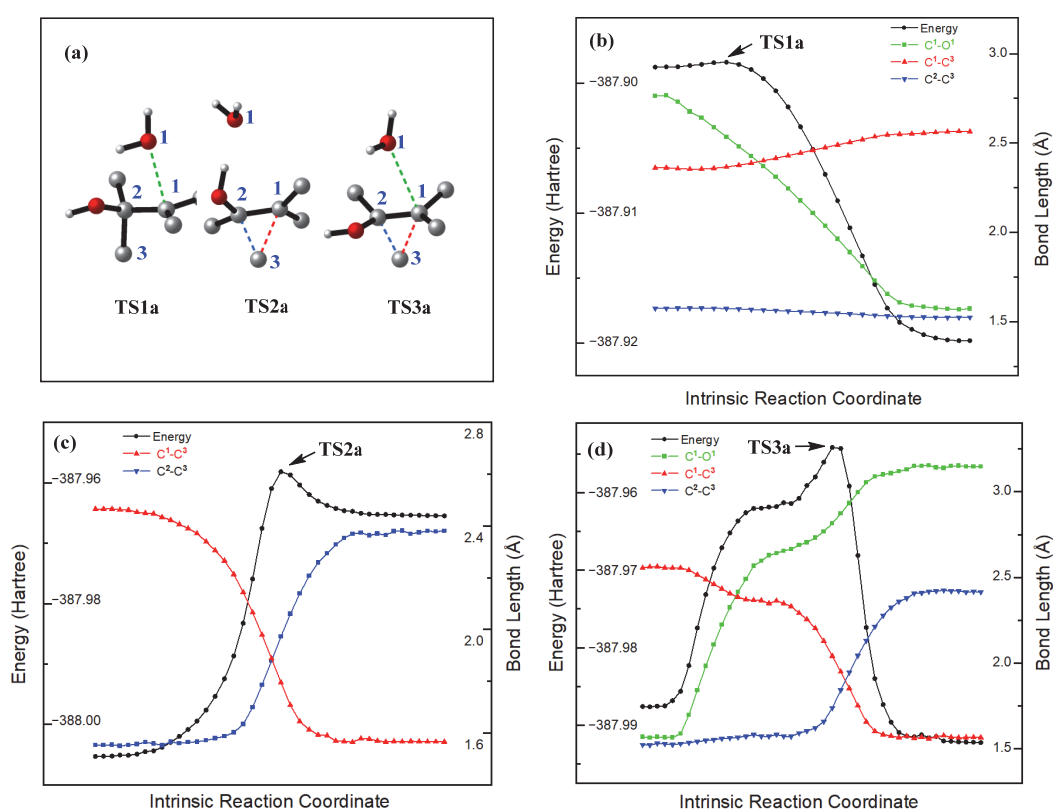 (a)
1
2
1
3
TS1a
1
2
1
3
TS2a
1
2
1
3
TS3a
(b)
TS1a
Energy
C¹-O¹
C¹-C³
C²-C³
−387.90
−387.91
−387.92
Energy (Hartree)
3.0
2.5
2.0
1.5
Bond Length (Å)
Intrinsic Reaction Coordinate
(c)
Energy
C¹-C³
C²-C³
TS2a
−387.96
−387.98
−388.00
Energy (Hartree)
2.8
2.4
2.0
1.6
Bond Length (Å)
Intrinsic Reaction Coordinate
(d)
Energy
C¹-O¹
C¹-C³
C²-C³
TS3a
−387.96
−387.97
−387.98
−387.99
Energy (Hartree)
3.0
2.5
2.0
1.5
Bond Length (Å)
Intrinsic Reaction Coordinate